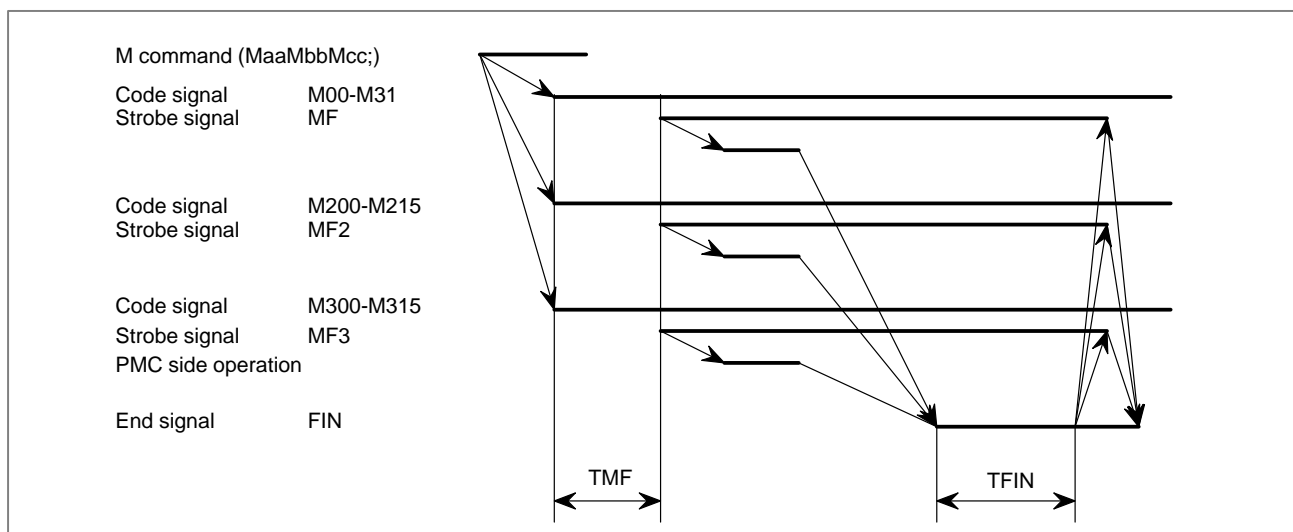 M command (MaaMbbMcc;)
Code signal M00-M31
Strobe signal MF
Code signal M200-M215
Strobe signal MF2
Code signal M300-M315
Strobe signal MF3
PMC side operation
End signal FIN
TMF TFIN